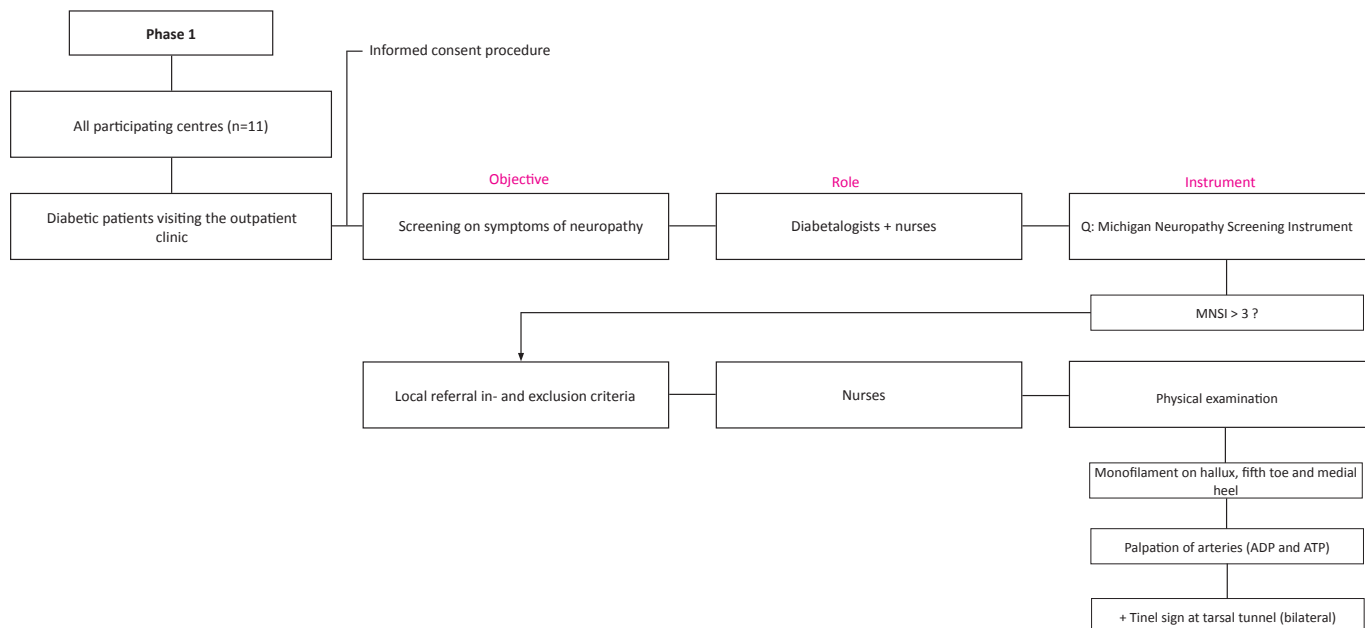 Phase 1
Informed consent procedure
All participating centres (n=11)
Objective
Role
Instrument
Diabetic patients visiting the outpatient
clinic
Screening on symptoms of neuropathy
Diabetalogists + nurses
Q: Michigan Neuropathy Screening Instrument
MNSI > 3 ?
Local referral in- and exclusion criteria
Nurses
Physical examination
Monofilament on hallux, fifth toe and medial
heel
Palpation of arteries (ADP and ATP)
+ Tinel sign at tarsal tunnel (bilateral)